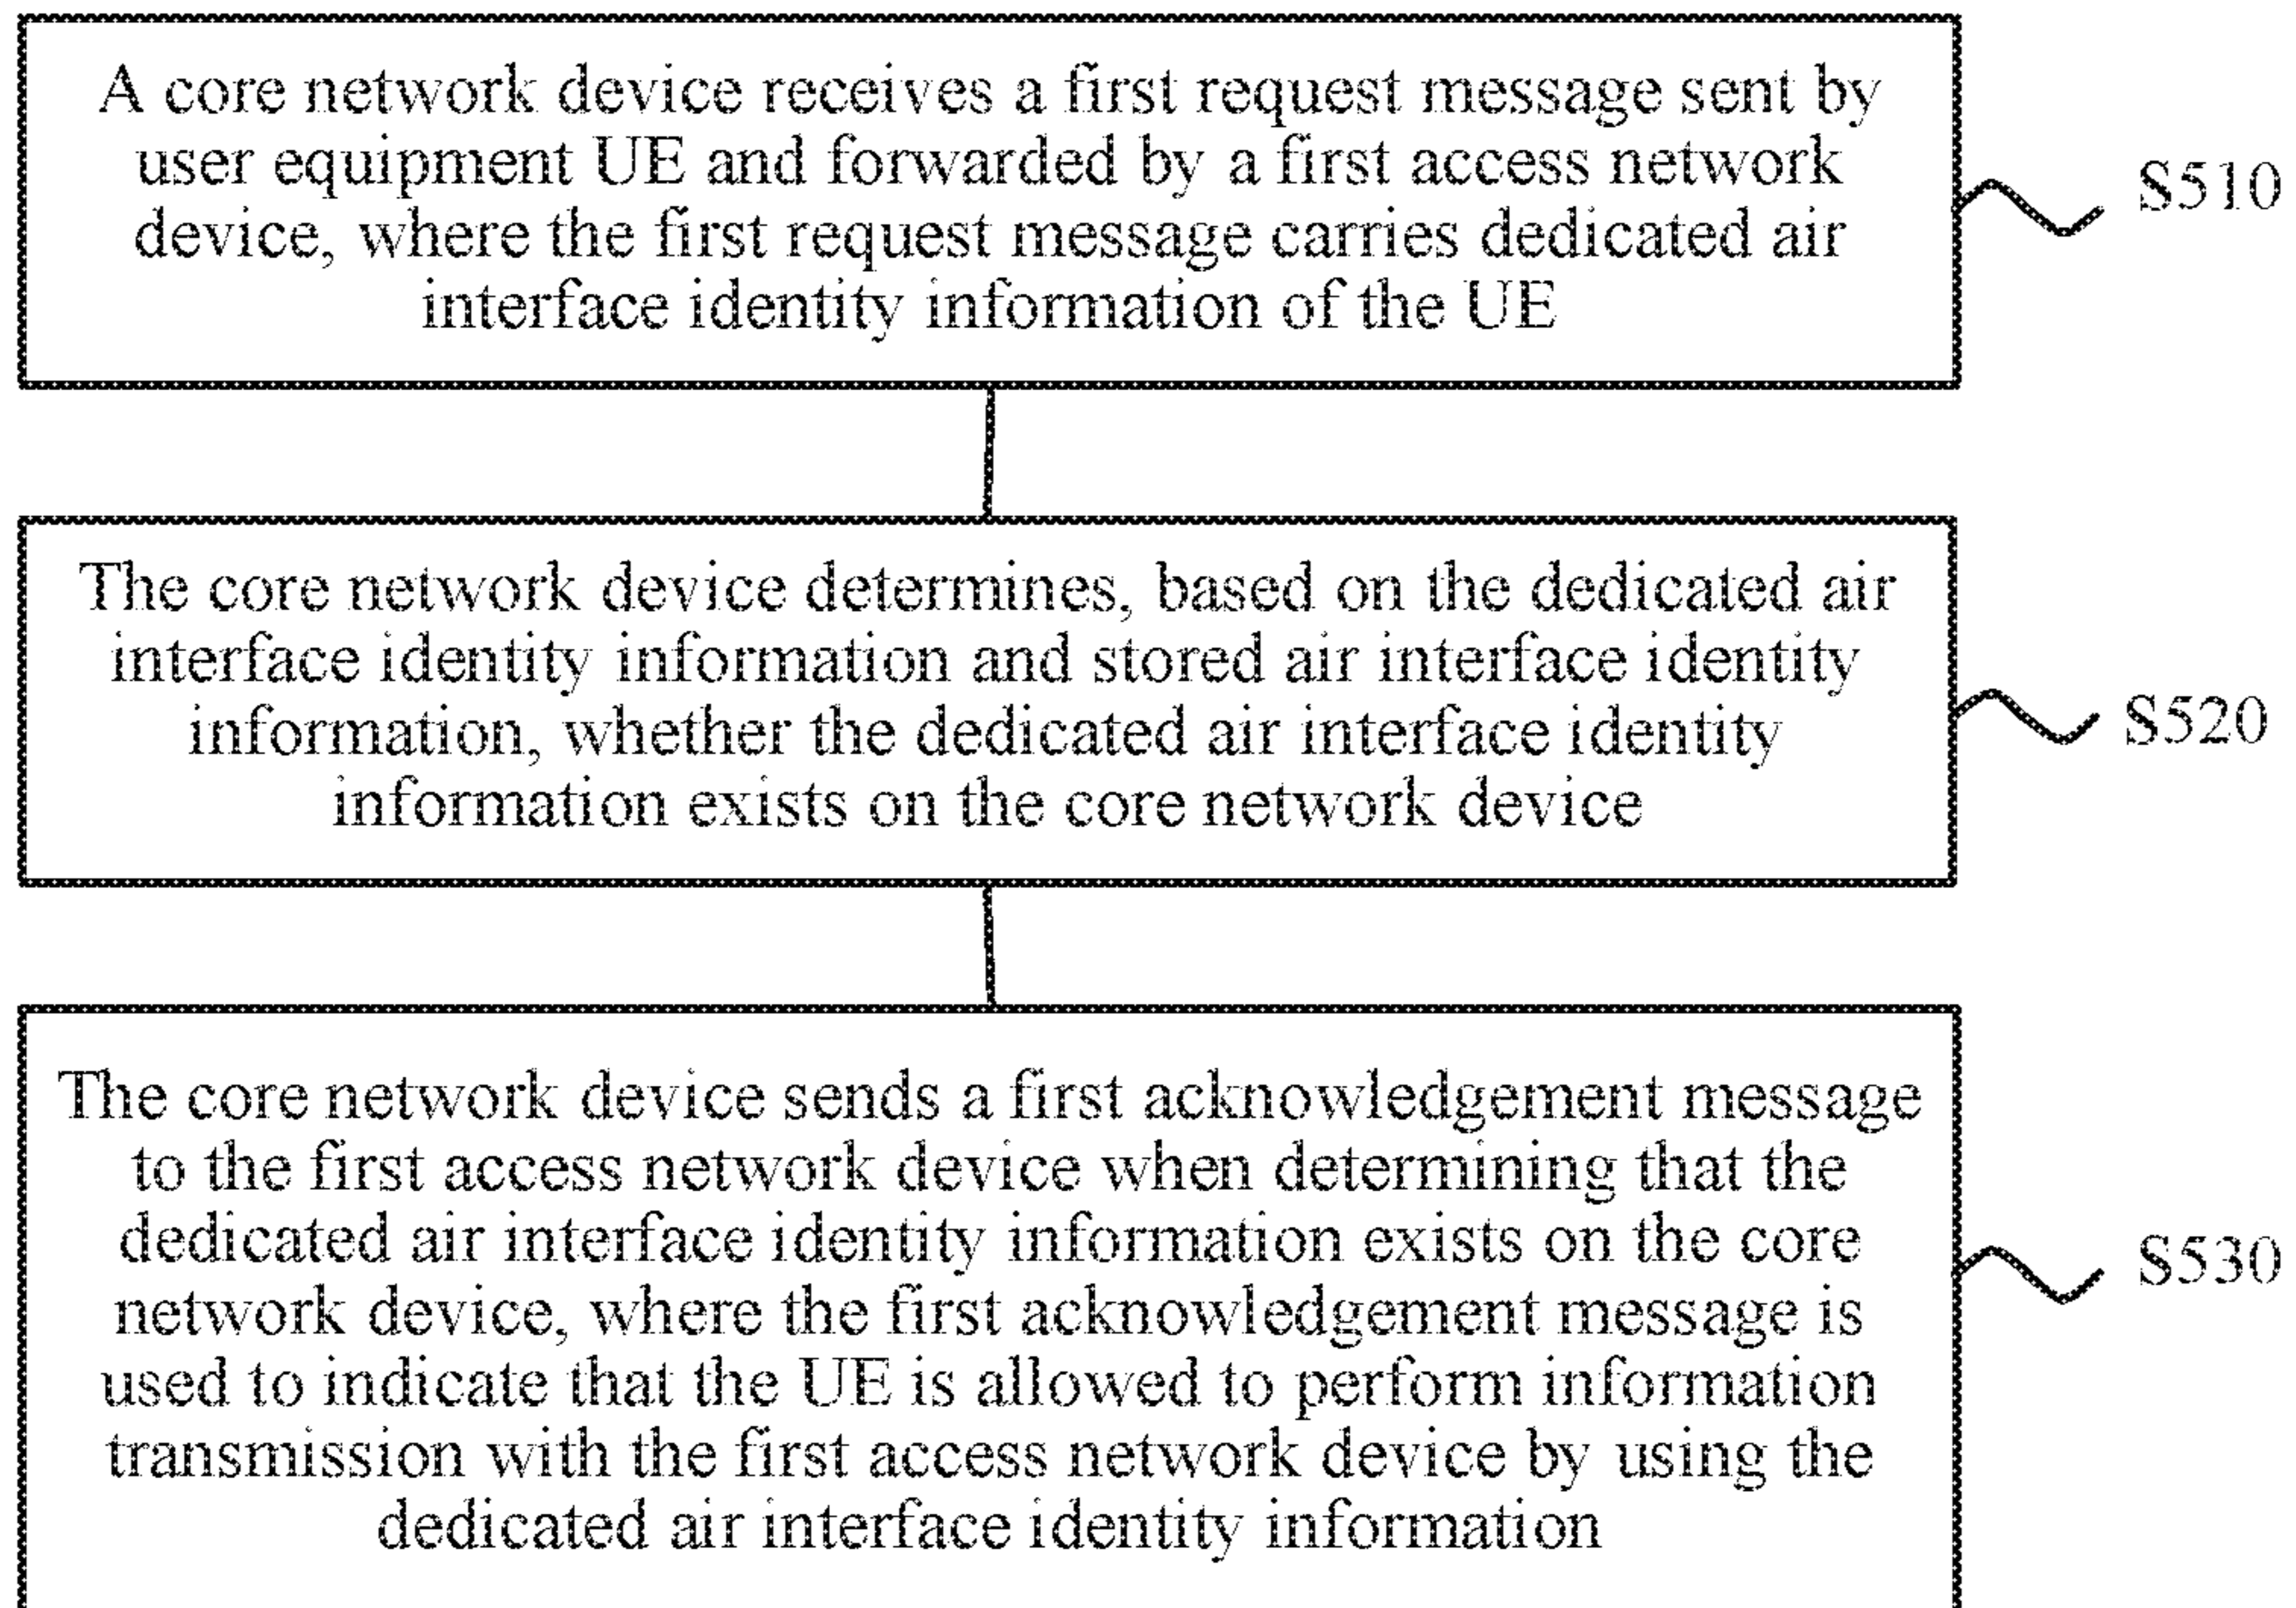 A core network device receives a first request message sent by
user equipment UE and forwarded by a first access network
device, where the first request message carries dedicated air
interface identity information of the UE
S510
The core network device determines, based on the dedicated air
interface identity information and stored air interface identity
information, whether the dedicated air interface identity
information exists on the core network device
S520
The core network device sends a first acknowledgement message
to the first access network device when determining that the
dedicated air interface identity information exists on the core
network device, where the first acknowledgement message is
used to indicate that the UE is allowed to perform information
transmission with the first access network device by using the
dedicated air interface identity information
S530